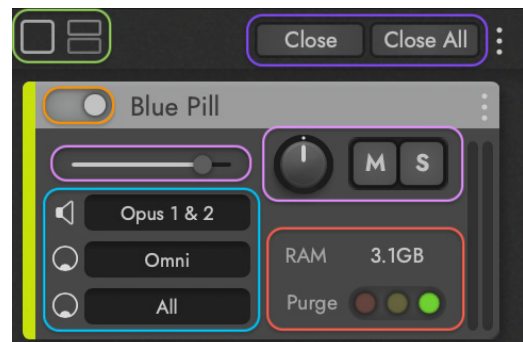 Close Close All
Blue Pill
M S
Opus 1 & 2
Omni
RAM 3.1GB
All
Purge